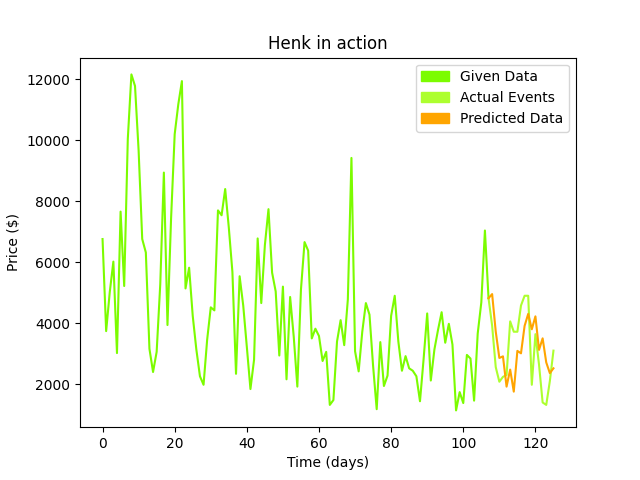 Henk in action
Given Data
Actual Events
Predicted Data
12000
10000
8000
6000
4000
2000
Price ($)
0
20
40
60
80
100
120
Time (days)